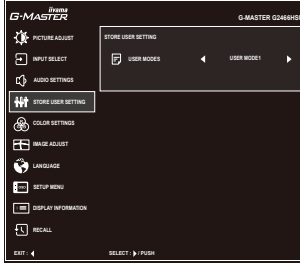 iiyama
G-MASTER
G-MASTER G2466HSU
PICTURE ADJUST
INPUT SELECT
AUDIO SETTINGS
STORE USER SETTING
COLOR SETTINGS
IMAGE ADJUST
LANGUAGE
SETUP MENU
DISPLAY INFORMATION
RECALL
STORE USER SETTING
USER MODES
USER MODE1
EXIT :
SELECT : / PUSH